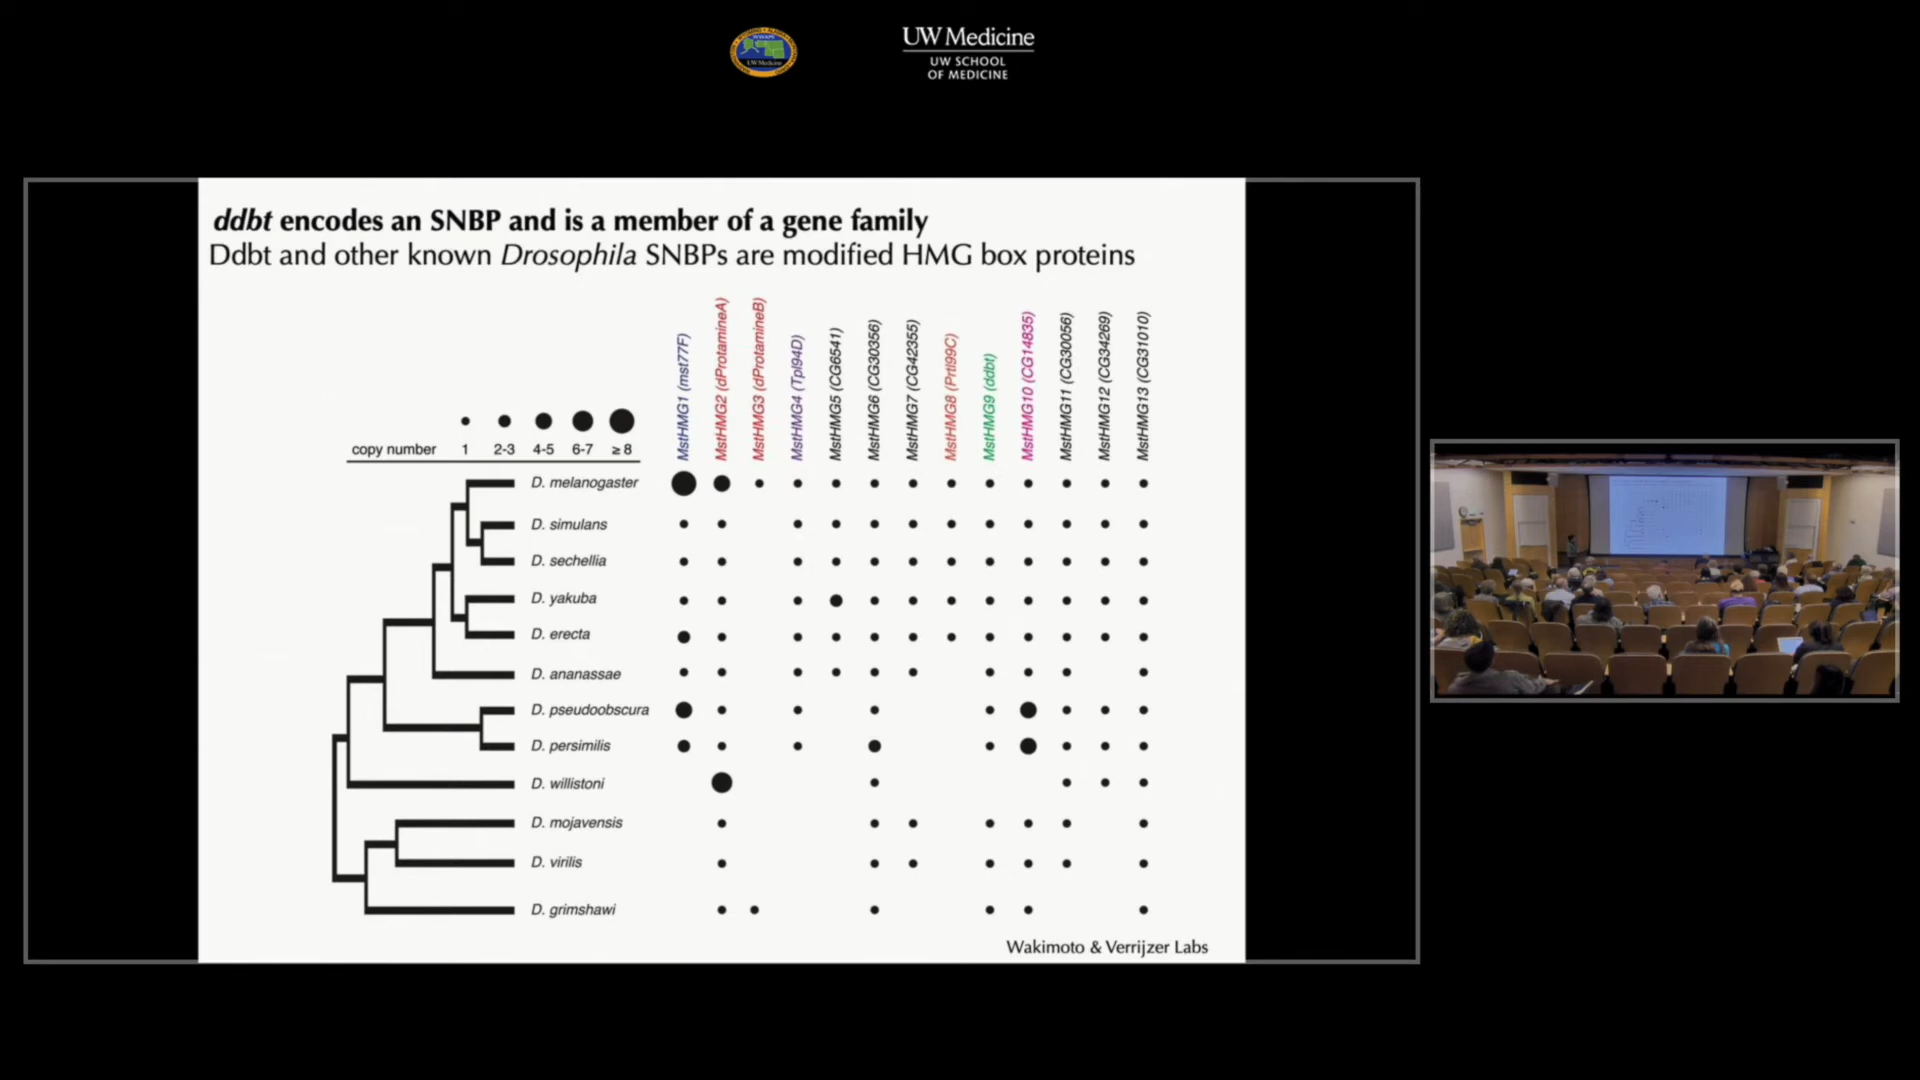 UW Medicine
UW SCHOOL
OF MEDICINE
UW Medicine
ddbt encodes an SNBP and is a member of a gene family
Ddbt and other known Drosophila SNBPs are modified HMG box proteins
MstHMG1 (mst77F)
MstHMG2 (dProtamineA)
MstHMG3 (dProtamineB)
MstHMG4 (Tpl94D)
MstHMG5 (CG6541)
MstHMG6 (CG30356)
MstHMG7 (CG42355)
MstHMG8 (Prtl99C)
MstHMG9 (ddbt)
MstHMG10 (CG14835)
MstHMG11 (CG30056)
MstHMG12 (CG34269)
MstHMG13 (CG31010)
copy number 1 2-3 4-5 6-7 ≥ 8
D. melanogaster
D. simulans
D. sechellia
D. yakuba
D. erecta
D. ananassae
D. pseudoobscura
D. persimilis
D. willistoni
D. mojavensis
D. virilis
D. grimshawi
Wakimoto & Verrijzer Labs